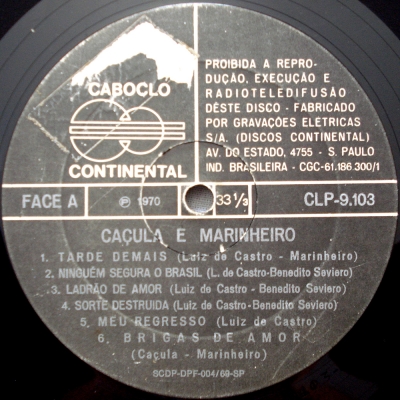 CABOCLO
CONTINENTAL
PROIBIDA A REPRO-
DUÇÃO, EXECUÇÃO E
RADIOTELEDIFUSÃO
DÊSTE DISCO - FABRICADO
POR GRAVAÇÕES ELÉTRICAS
S/A. (DISCOS CONTINENTAL)
AV. DO ESTADO, 4755 - S. PAULO
IND. BRASILEIRA - CGC-61.186 300/1
FACE A
Ⓟ 1970
33 1/3
CLP-9.103
CAÇULA E MARINHEIRO
1. TARDE DEMAIS (Luiz de Castro - Marinheiro)
2. NINGUÉM SEGURA O BRASIL (L. de Castro-Benedito Seviero)
3. LADRÃO DE AMOR (Luiz de Castro - Benedito Seviero)
4. SORTE DESTRUIDA (Luiz de Castro-Benedito Seviero)
5. MEU REGRESSO (Luiz de Castro)
6. BRIGAS DE AMOR
(Caçula - Marinheiro)
SCDP-DPF-004/69-SP